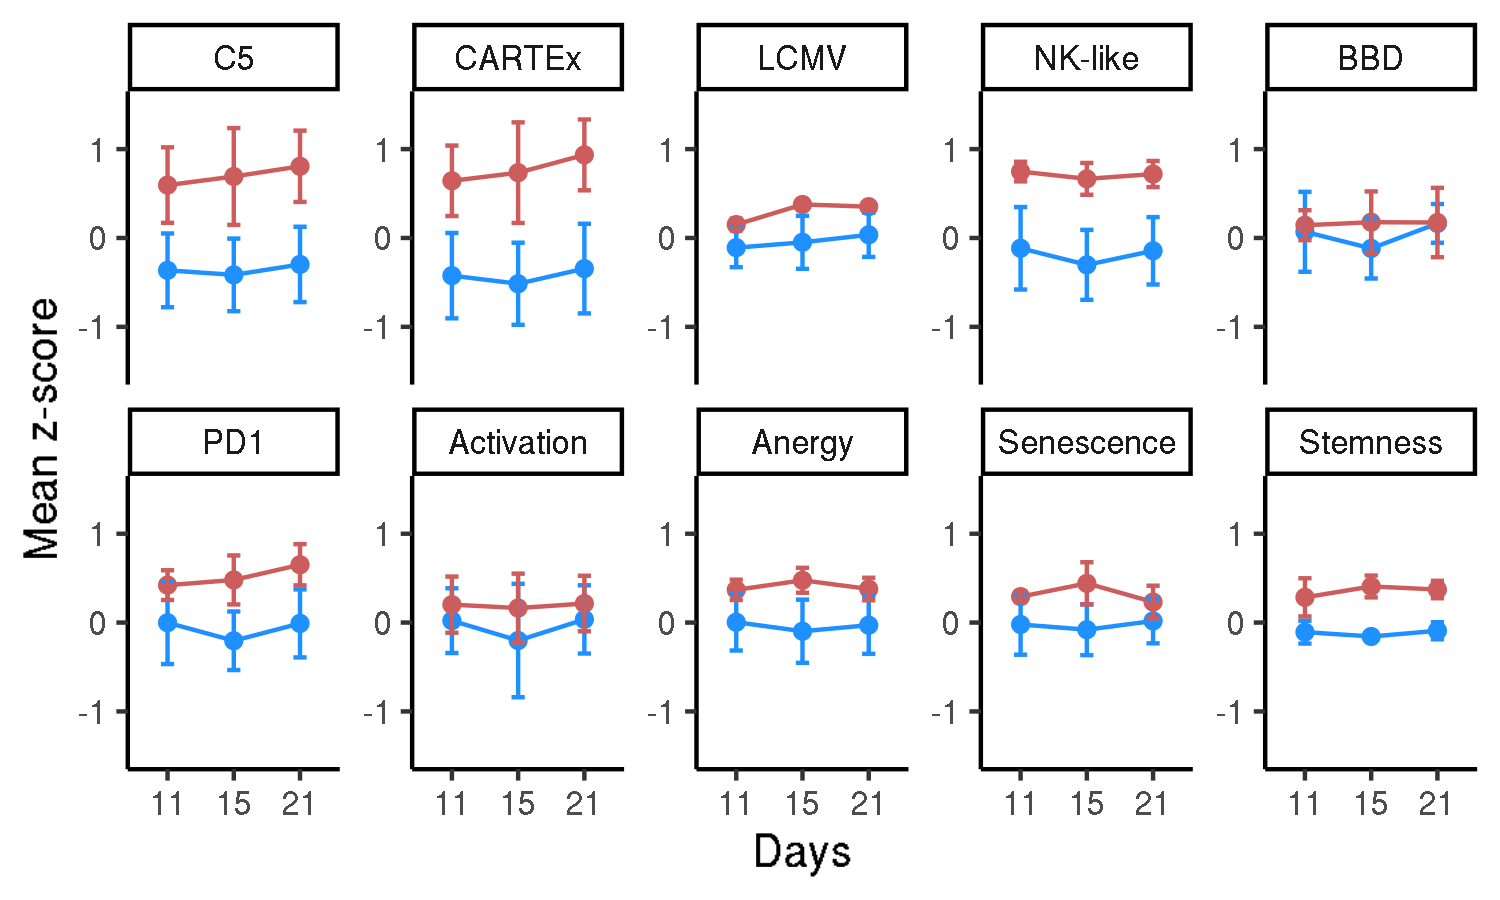 C5 CARTEx LCMV NK-like BBD
1 1 1 1 1
0 0 0 0 0
-1 -1 -1 -1 -1
Mean z-score
PD1 Activation Anergy Senescence Stemness
1 1 1 1 1
0 0 0 0 0
-1 -1 -1 -1 -1
11 15 21 11 15 21 11 15 21 11 15 21 11 15 21
Days